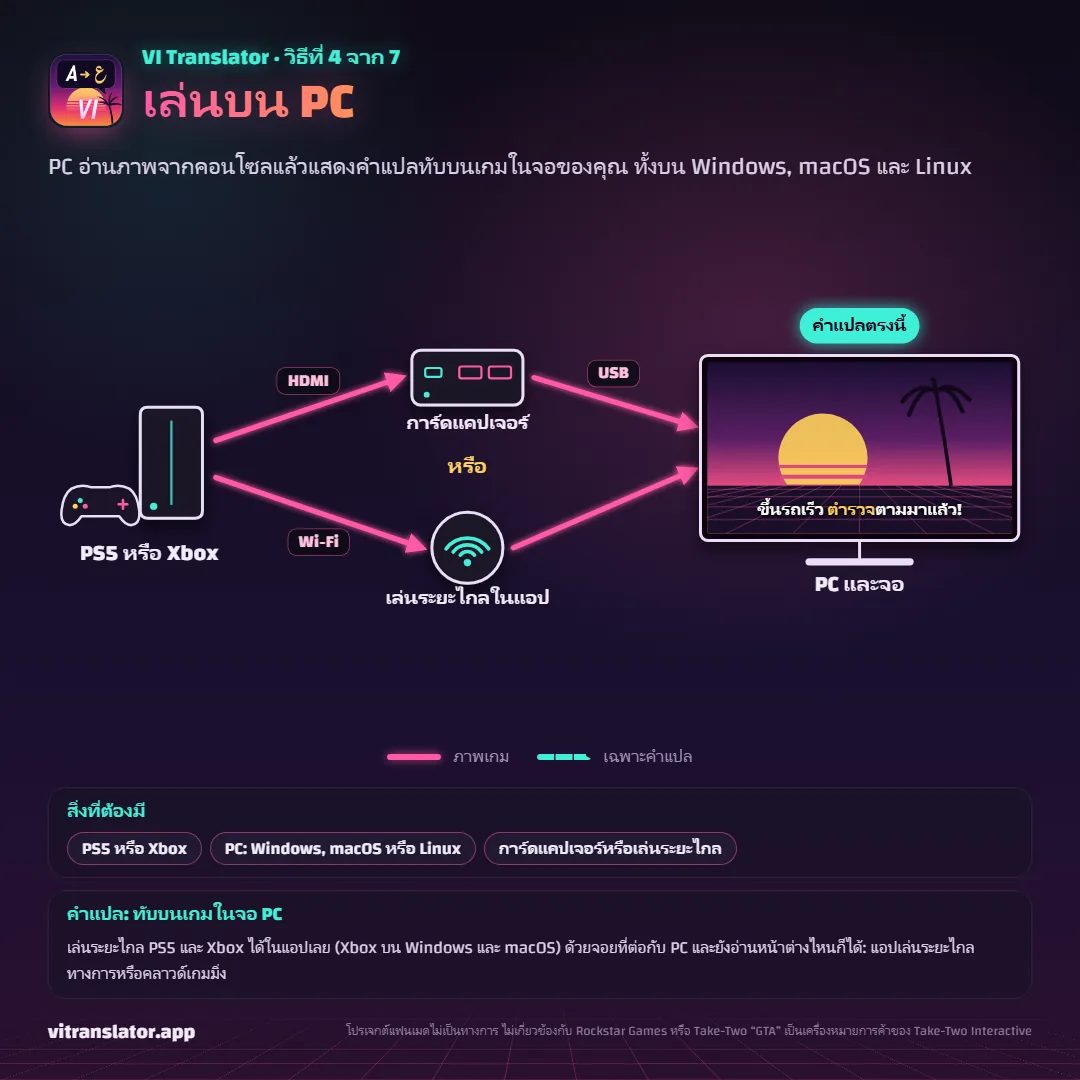 A→ع
VI
VI Translator · วิธีที่ 4 จาก 7
เล่นบน PC
PC อ่านภาพจากคอนโซลแล้วแสดงคำแปลทับบนเกมในจอของคุณ ทั้งบน Windows, macOS และ Linux
คำแปลตรงนี้
HDMI
USB
การ์ดแคปเจอร์
หรือ
ขึ้นรถเร็ว ตำรวจตามมาแล้ว!
Wi-Fi
PS5 หรือ Xbox
PC และจอ
เล่นระยะไกลในแอป
ภาพเกม
เฉพาะคำแปล
สิ่งที่ต้องมี
PS5 หรือ Xbox
PC: Windows, macOS หรือ Linux
การ์ดแคปเจอร์หรือเล่นระยะไกล
คำแปล: ทับบนเกมในจอ PC
เล่นระยะไกล PS5 และ Xbox ได้ในแอปเลย (Xbox บน Windows และ macOS) ด้วยจอยที่ต่อกับ PC และยังอ่านหน้าต่างไหนก็ได้: แอปเล่นระยะไกล
ทางการหรือคลาวด์เกมมิ่ง
vitranslator.app
โปรเจกต์แฟนเมดไม่เป็นทางการ ไม่เกี่ยวข้องกับ Rockstar Games หรือ Take-Two “GTA” เป็นเครื่องหมายการค้าของ Take-Two Interactive